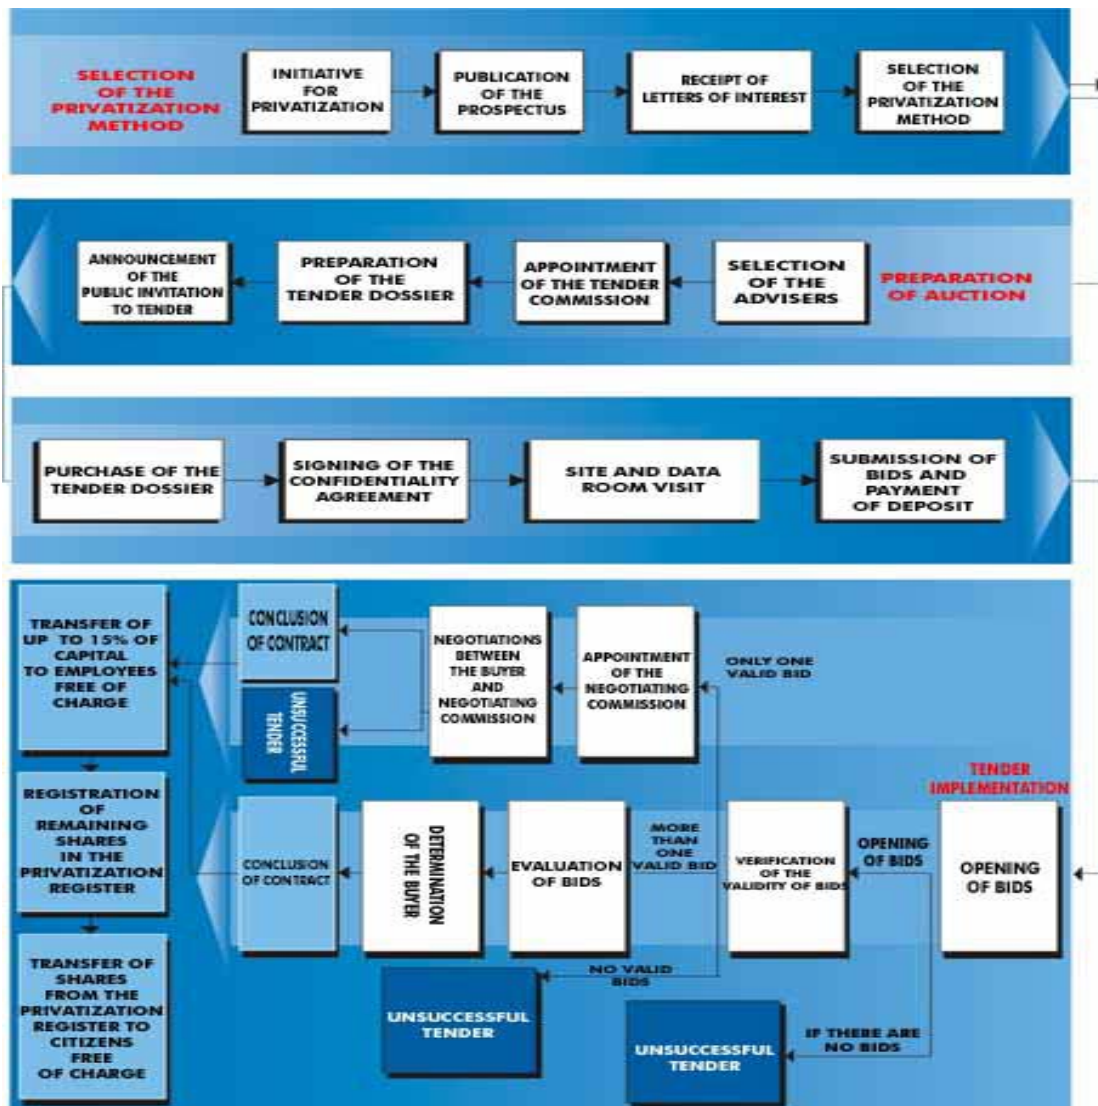 SELECTION
OF THE
PRIVATIZATION
METHOD
INITIATIVE
FOR
PRIVATIZATION
PUBLICATION
OF THE
PROSPECTUS
RECEIPT OF
LETTERS OF INTEREST
SELECTION
OF THE
PRIVATIZATION
METHOD
ANNOUNCEMENT
OF THE
PUBLIC INVITATION
TO TENDER
PREPARATION
OF THE
TENDER DOSSIER
APPOINTMENT
OF THE TENDER
COMMISSION
SELECTION
OF THE
ADVISERS
PREPARATION
OF AUCTION
PURCHASE OF THE
TENDER DOSSIER
SIGNING OF THE
CONFIDENTIALITY
AGREEMENT
SITE AND DATA
ROOM VISIT
SUBMISSION OF
BIDS AND
PAYMENT
OF DEPOSIT
TRANSFER OF
UP TO 15% OF
CAPITAL
TO EMPLOYEES
FREE OF
CHARGE
CONCLUSION
OF CONTRACT
UNSUCCESSFUL
TENDER
NEGOTIATIONS
BETWEEN
THE BUYER
AND
NEGOTIATING
COMMISSION
APPOINTMENT
OF THE
NEGOTIATING
COMMISSION
ONLY ONE
VALID BID
TENDER
IMPLEMENTATION
REGISTRATION
OF
REMAINING
SHARES
IN THE
PRIVATIZATION
REGISTER
CONCLUSION
OF CONTRACT
DETERMINATION
OF THE BUYER
EVALUATION
OF BIDS
MORE
THAN
ONE
VALID BID
VERIFICATION
OF THE
VALIDITY OF BIDS
OPENING
OF BIDS
OPENING
OF BIDS
TRANSFER OF
SHARES
FROM THE
PRIVATIZATION
REGISTER TO
CITIZENS
FREE
OF CHARGE
NO VALID
BIDS
UNSUCCESSFUL
TENDER
UNSUCCESSFUL
TENDER
IF THERE ARE
NO BIDS